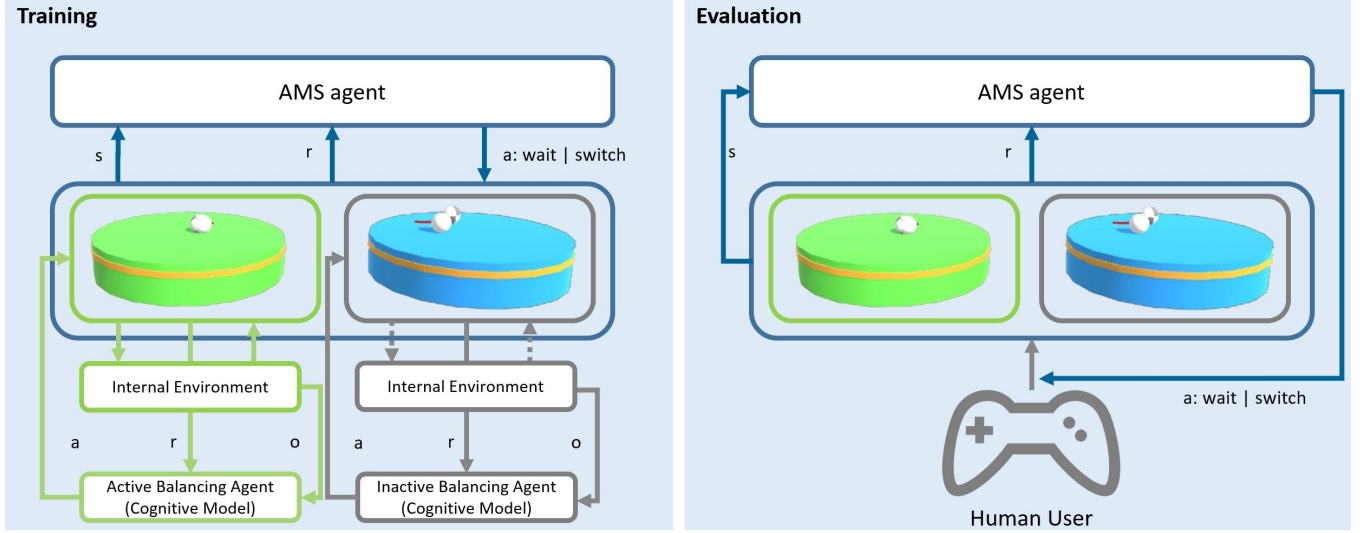 Training
AMS agent
s
r
a: wait | switch
Internal Environment
Internal Environment
a
r
o
a
r
o
Active Balancing Agent
(Cognitive Model)
Inactive Balancing Agent
(Cognitive Model)
Evaluation
AMS agent
s
r
a: wait | switch
Human User